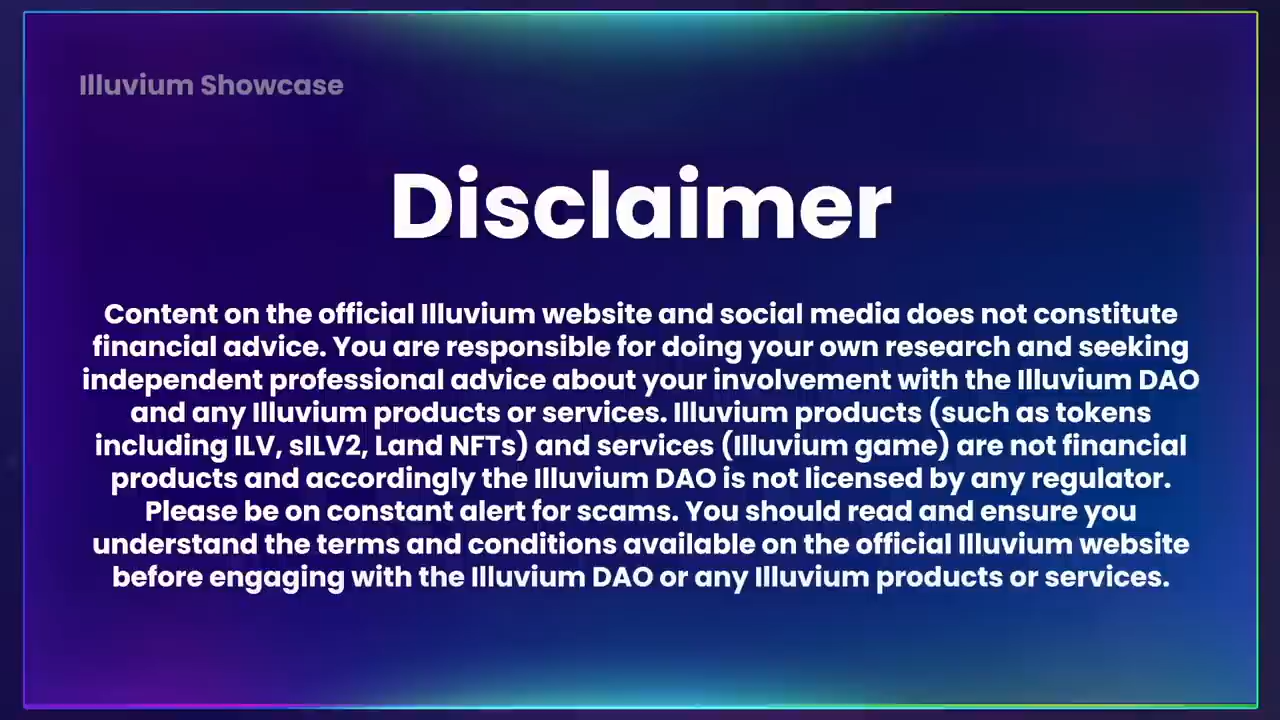 Illuvium Showcase
Disclaimer
Content on the official Illuvium website and social media does not constitute
financial advice. You are responsible for doing your own research and seeking
independent professional advice about your involvement with the Illuvium DAO
and any Illuvium products or services. Illuvium products (such as tokens
including ILV, sILV2, Land NFTs) and services (Illuvium game) are not financial
products and accordingly the Illuvium DAO is not licensed by any regulator.
Please be on constant alert for scams. You should read and ensure you
understand the terms and conditions available on the official Illuvium website
before engaging with the Illuvium DAO or any Illuvium products or services.